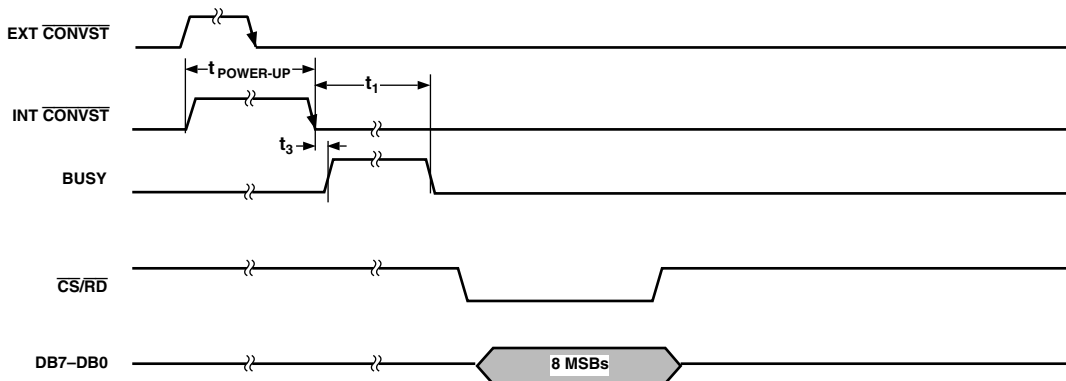 EXT CONVST
t POWER-UP
t1
INT CONVST
t3
BUSY
CS/RD
DB7–DB0
8 MSBs